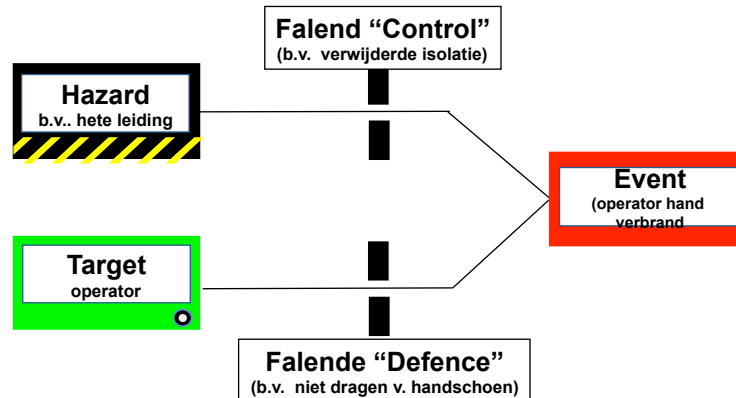 Falend “Control”
(b.v. verwijderde isolatie)
Hazard
b.v.. hete leiding
Event
(operator hand
verbrand
Target
operator
Falende “Defence”
(b.v. niet dragen v. handschoen)